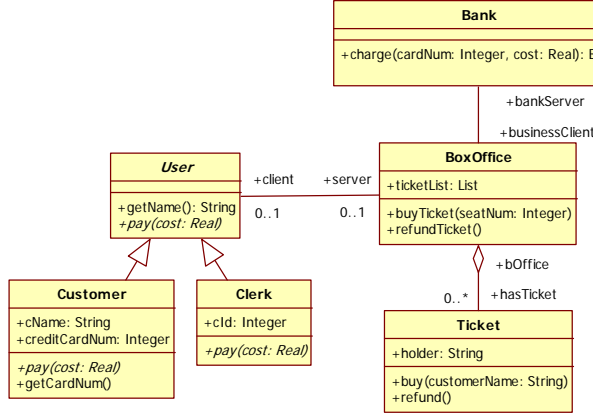 Bank
+charge(cardNum: Integer, cost: Real): B
+bankServer
+businessClient
User
+getName(): String
+pay(cost: Real)
+client
0..1
+server
0..1
BoxOffice
+ticketList: List
+buyTicket(seatNum: Integer)
+refundTicket()
+bOffice
+hasTicket
0..*
Customer
+cName: String
+creditCardNum: Integer
+pay(cost: Real)
+getCardNum()
Clerk
+cId: Integer
+pay(cost: Real)
Ticket
+holder: String
+buy(customerName: String)
+refund()